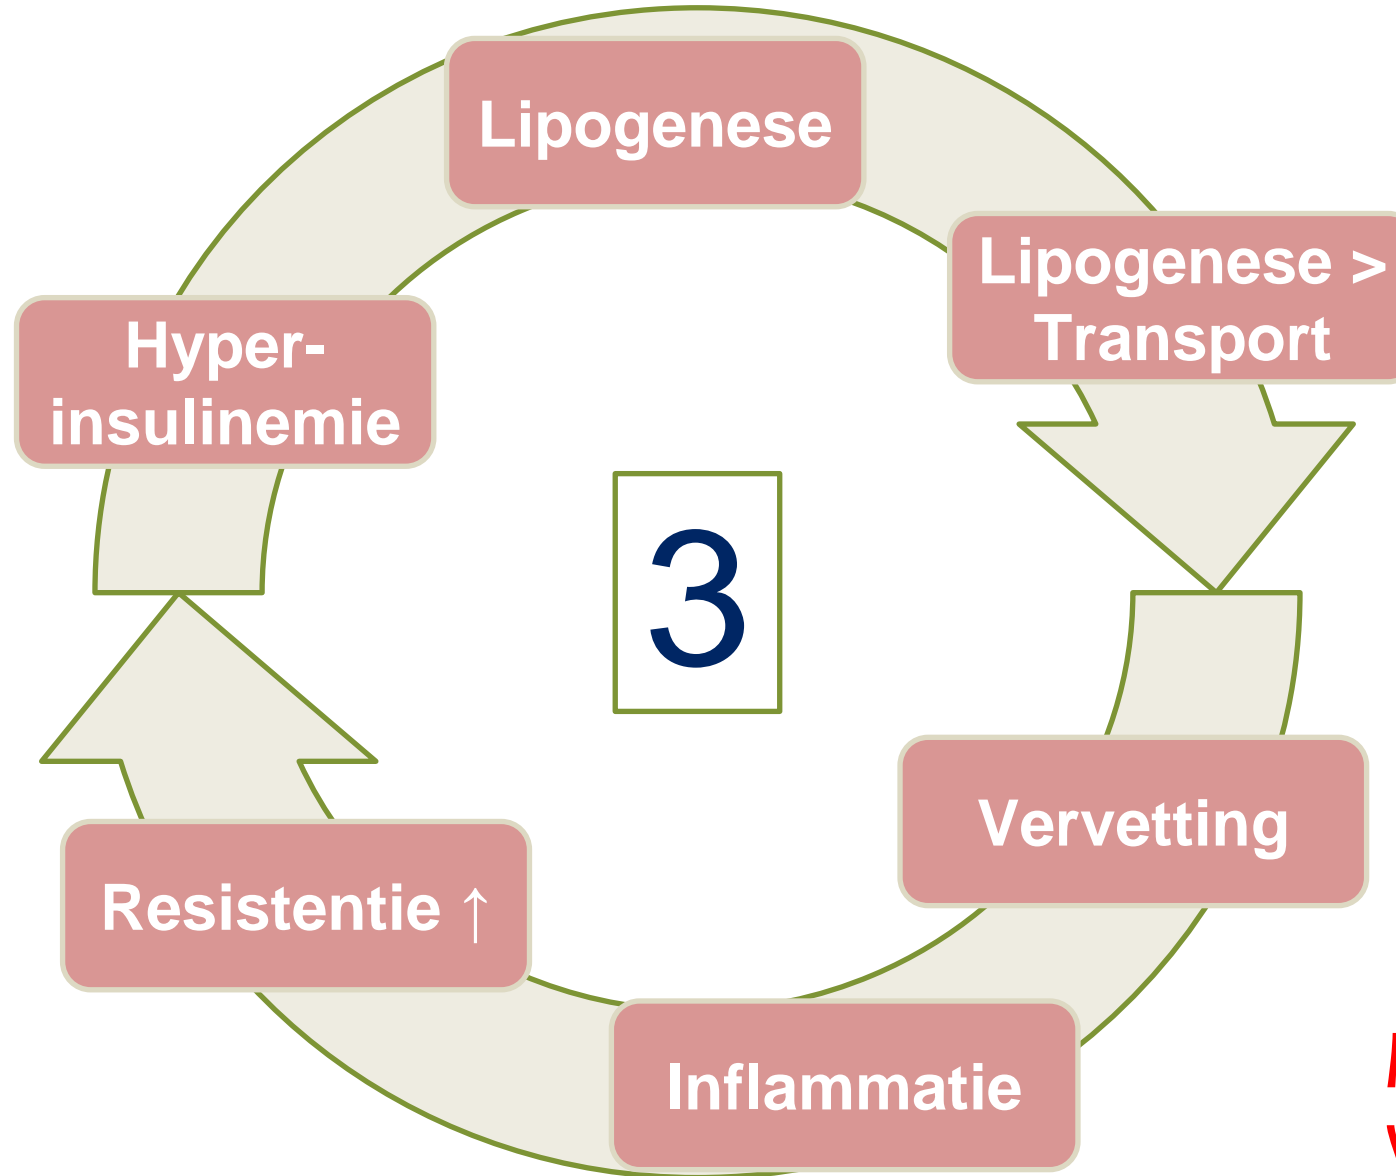 Lipogenese
Lipogenese >
Transport
Hyper-
insulinemie
3
Vervetting
Resistentie ↑
Inflammatie